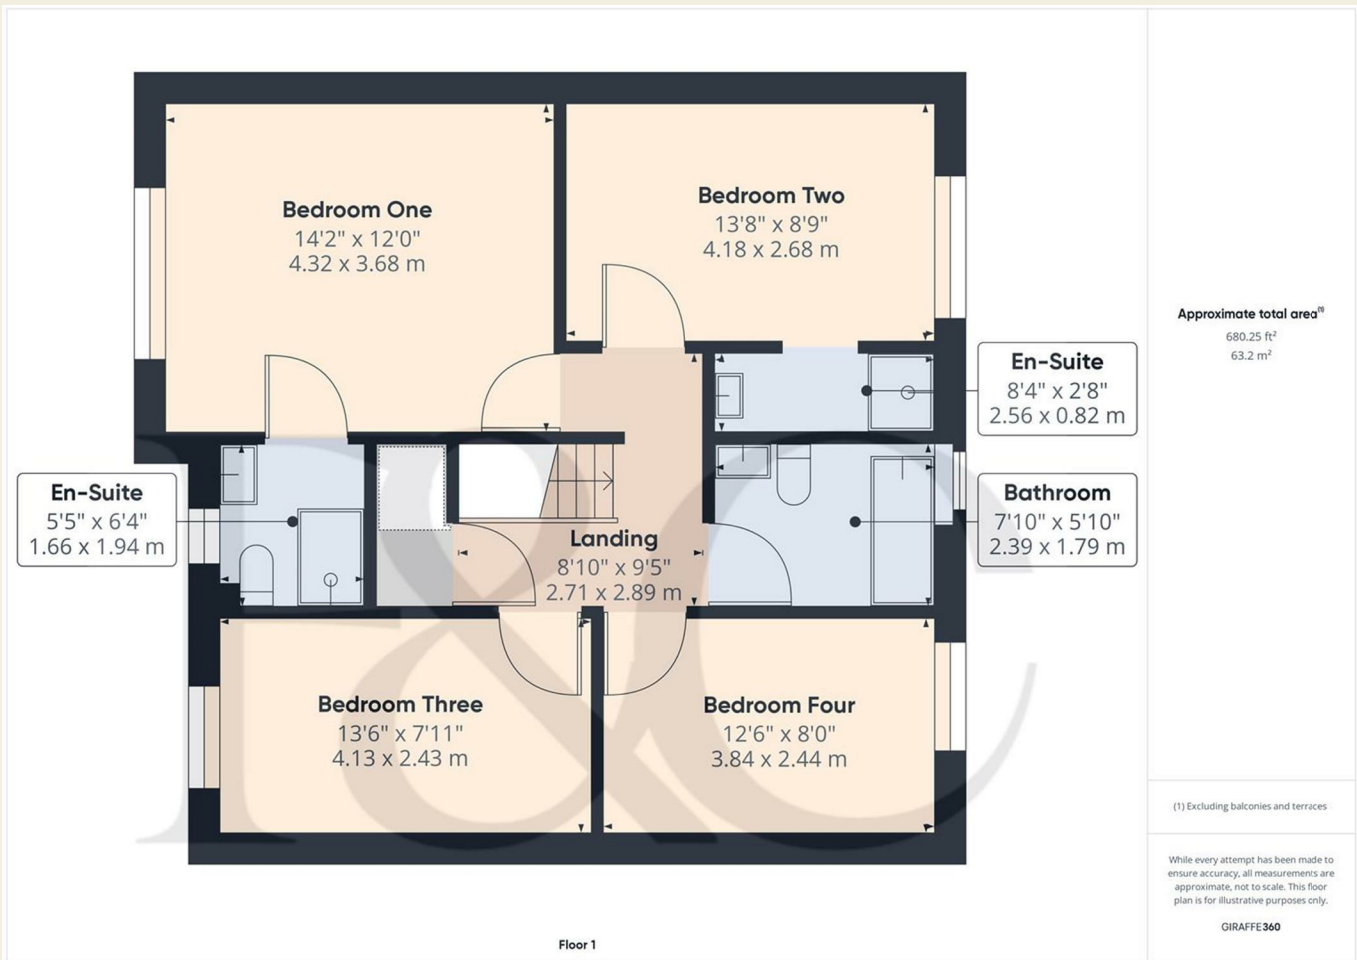 Bedroom One
14'2" x 12'0"
4.32 x 3.68 m
Bedroom Two
13'8" x 8'9"
4.18 x 2.68 m
En-Suite
8'4" x 2'8"
2.56 x 0.82 m
En-Suite
5'5" x 6'4"
1.66 x 1.94 m
Bathroom
7'10" x 5'10"
2.39 x 1.79 m
Landing
8'10" x 9'5"
2.71 x 2.89 m
Bedroom Three
13'6" x 7'11"
4.13 x 2.43 m
Bedroom Four
12'6" x 8'0"
3.84 x 2.44 m
F&C
Floor 1
Approximate total area(1)
680.25 ft²
63.2 m²
(1) Excluding balconies and terraces
While every attempt has been made to
ensure accuracy, all measurements are
approximate, not to scale. This floor
plan is for illustrative purposes only.
GIRAFFE360